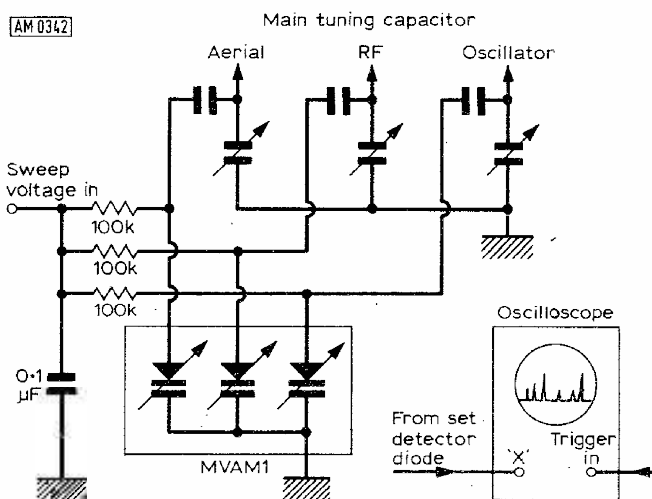 AM 0342
Main tuning capacitor
Aerial
RF
Oscillator
Sweep
voltage in
100k
100k
100k
0·1
µF
MVAM1
Oscilloscope
From set
detector
diode
'X'
Trigger
in